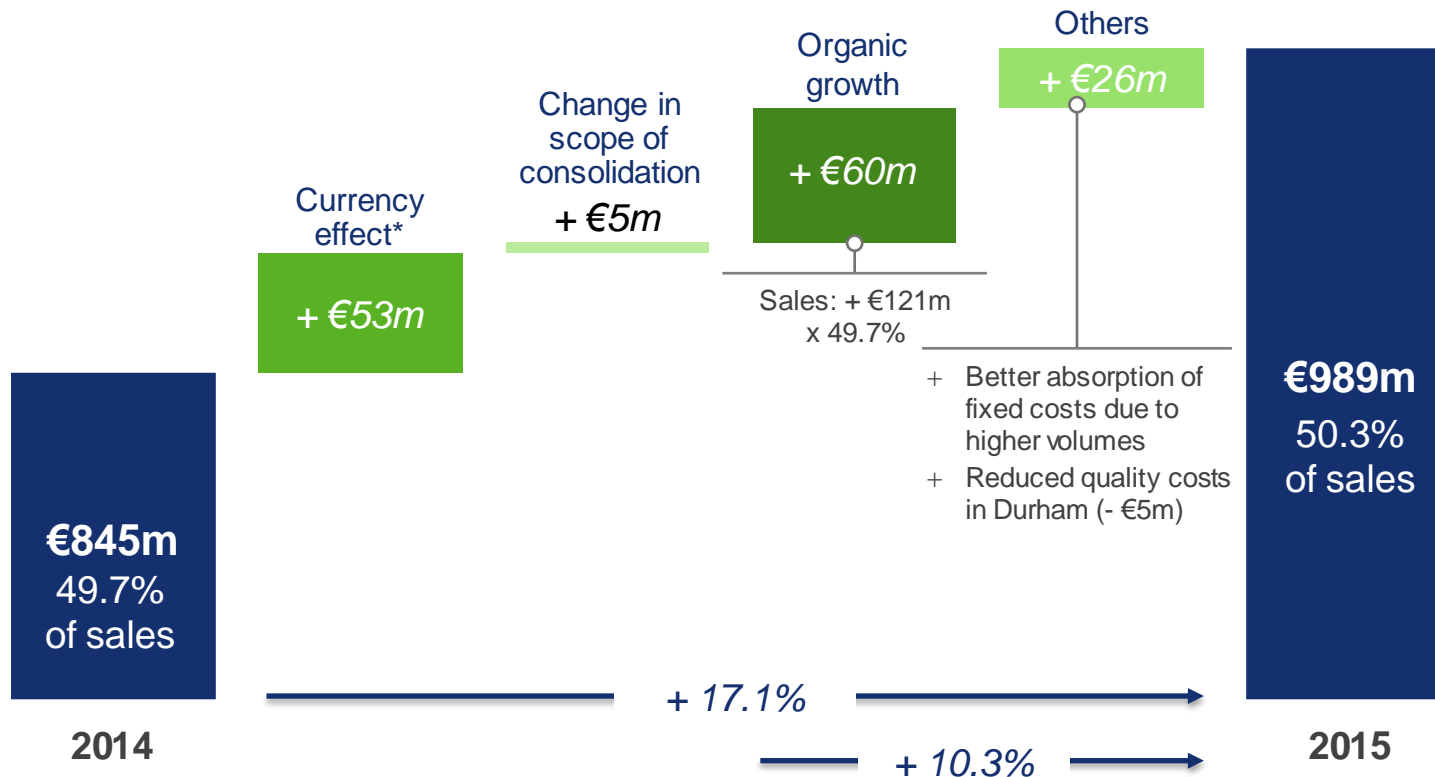 Others
+ €26m
Organic
growth
+ €60m
Change in
scope of
consolidation
+ €5m
Currency
effect*
+ €53m
Sales: + €121m
x 49.7%
+ Better absorption of
fixed costs due to
higher volumes
+ Reduced quality costs
in Durham (- €5m)
€989m
50.3%
of sales
€845m
49.7%
of sales
+ 17.1%
2014
+ 10.3%
2015